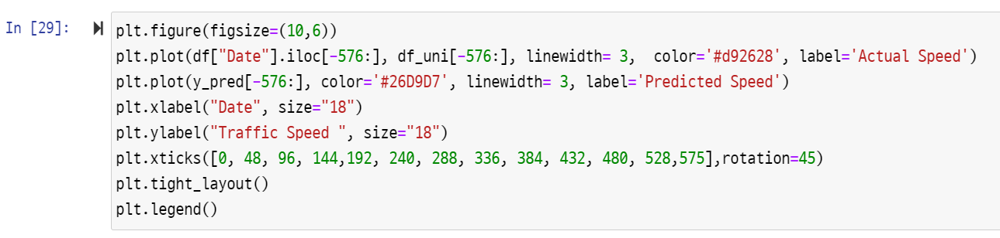 In [29]:
plt.figure(figsize=(10,6))
plt.plot(df["Date"].iloc[-576:], df_uni[-576:], linewidth= 3,  color='#d92628', label='Actual Speed')
plt.plot(y_pred[-576:], color='#26D9D7', linewidth= 3, label='Predicted Speed')
plt.xlabel("Date", size="18")
plt.ylabel("Traffic Speed ", size="18")
plt.xticks([0, 48, 96, 144,192, 240, 288, 336, 384, 432, 480, 528,575],rotation=45)
plt.tight_layout()
plt.legend()